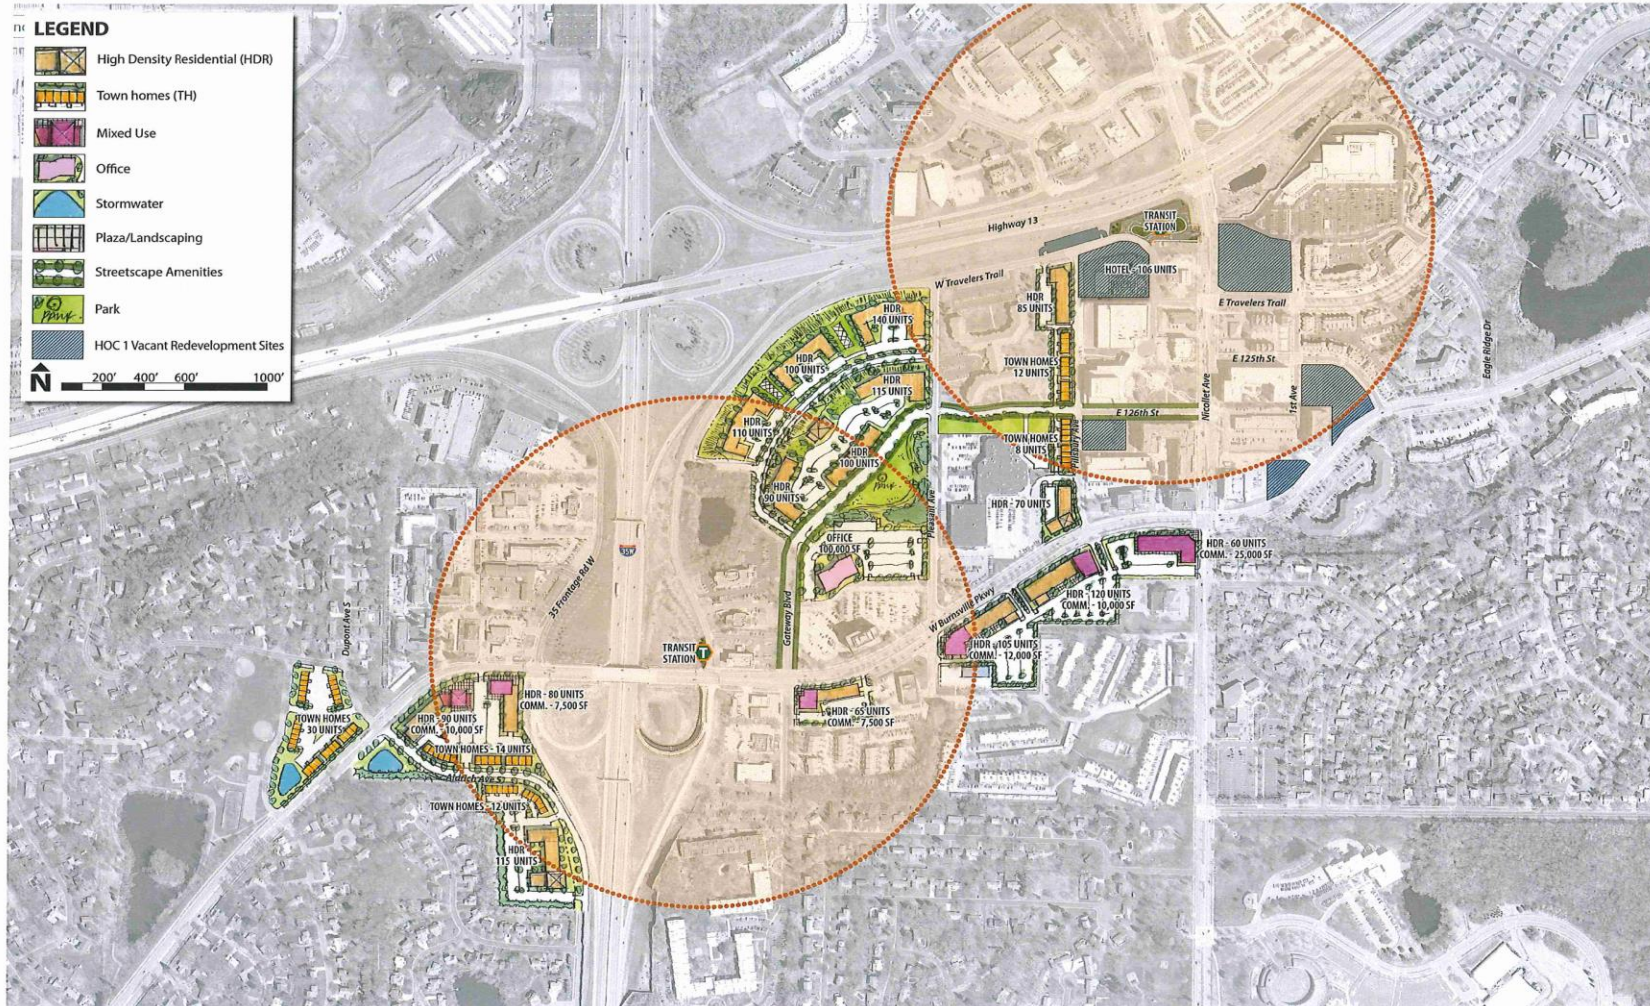 LEGEND
High Density Residential (HDR)
Town homes (TH)
Mixed Use
Office
Stormwater
Plaza/Landscaping
Streetscape Amenities
Park
HOC 1 Vacant Redevelopment Sites
N
200' 400' 600' 1000'
Highway 13
TRANSIT
STATION
W Travelers Trail
HOTEL - 106 UNITS
HDR
85 UNITS
E Travelers Trail
HDR
140 UNITS
HDR
100 UNITS
TOWN HOMES
12 UNITS
E 125th St
Eagle Ridge Dr
HDR
115 UNITS
Nicollet Ave
1st Ave
E 126th St
HDR
110 UNITS
TOWN HOMES
8 UNITS
Pillsbury Ave
HDR
100 UNITS
HDR
90 UNITS
Park
HDR - 70 UNITS
Pleasant Ave
OFFICE
100,000 SF
35W
HDR - 60 UNITS
COMM. - 25,000 SF
35 Frontage Rd W
HDR - 120 UNITS
COMM. - 10,000 SF
Gateway Blvd
W Burnsville Pkwy
Dupont Ave S
TRANSIT
STATION
T
HDR - 105 UNITS
COMM. - 12,000 SF
HDR - 80 UNITS
COMM. - 7,500 SF
HDR - 65 UNITS
COMM. - 7,500 SF
TOWN HOMES
30 UNITS
HDR - 90 UNITS
COMM. - 10,000 SF
TOWN HOMES - 14 UNITS
Aldrich Ave S
TOWN HOMES - 12 UNITS
HDR
115 UNITS